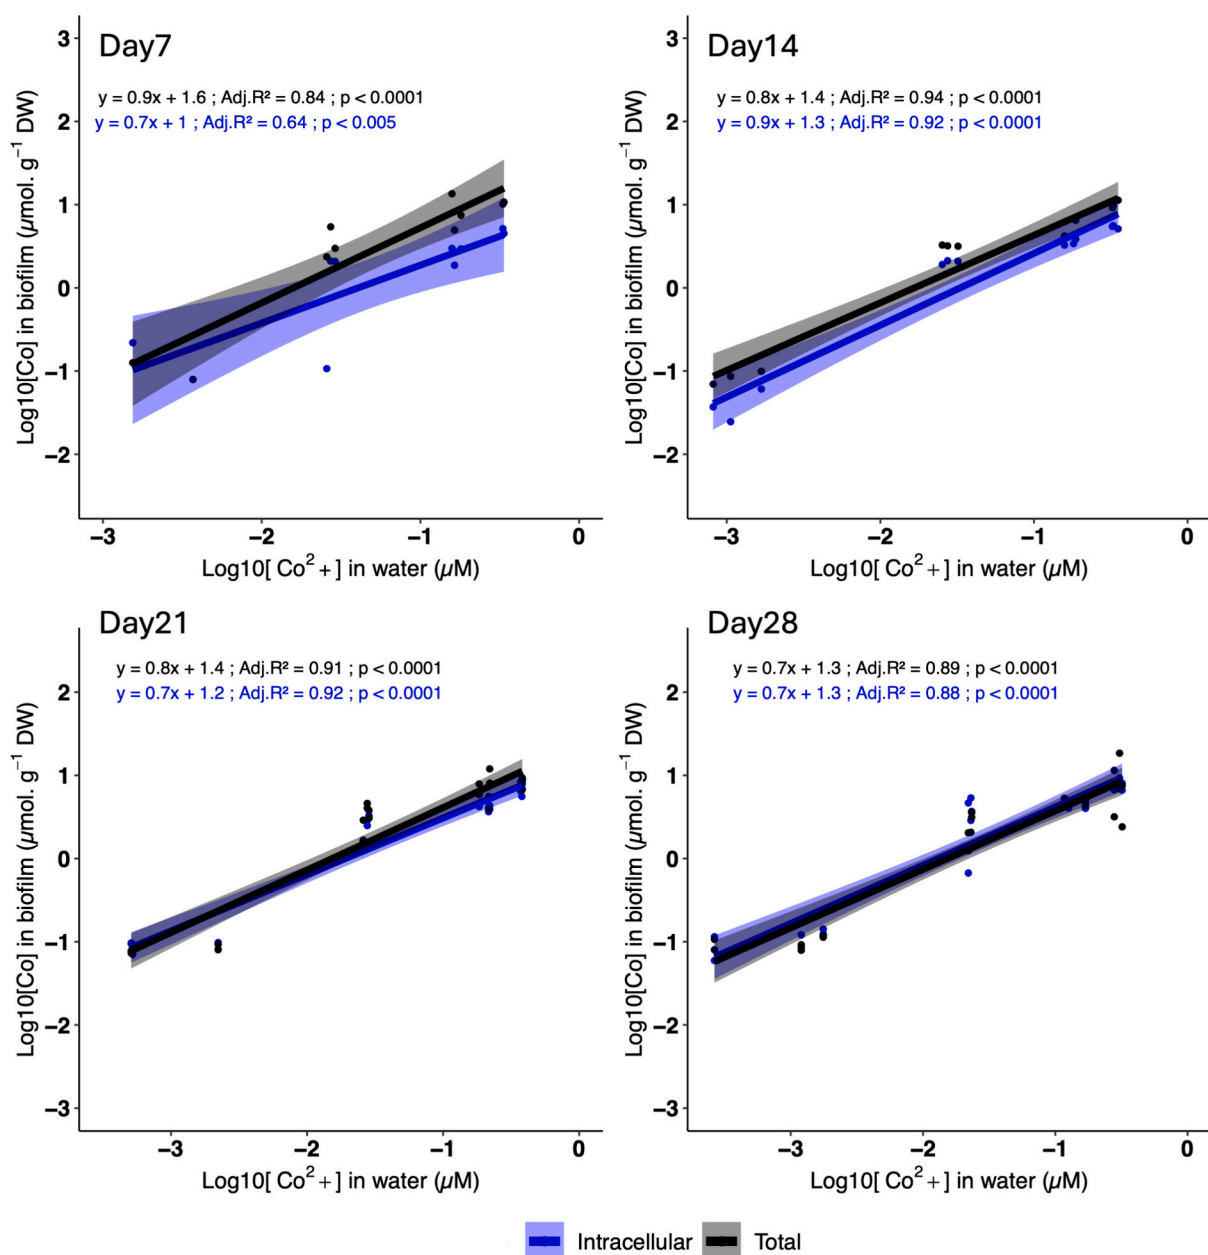 Day7
y = 0.9x + 1.6 ; Adj.R² = 0.84 ; p < 0.0001
y = 0.7x + 1 ; Adj.R² = 0.64 ; p < 0.005
3
2
1
0
−1
−2
Log10[Co] in biofilm (µmol. g⁻¹ DW)
−3
−2
−1
0
Log10[ Co²+] in water (µM)
Day14
y = 0.8x + 1.4 ; Adj.R² = 0.94 ; p < 0.0001
y = 0.9x + 1.3 ; Adj.R² = 0.92 ; p < 0.0001
3
2
1
0
−1
−2
Log10[Co] in biofilm (µmol. g⁻¹ DW)
−3
−2
−1
0
Log10[ Co²+] in water (µM)
Day21
y = 0.8x + 1.4 ; Adj.R² = 0.91 ; p < 0.0001
y = 0.7x + 1.2 ; Adj.R² = 0.92 ; p < 0.0001
2
1
0
−1
−2
−3
Log10[Co] in biofilm (µmol. g⁻¹ DW)
−3
−2
−1
0
Log10[ Co²+] in water (µM)
Day28
y = 0.7x + 1.3 ; Adj.R² = 0.89 ; p < 0.0001
y = 0.7x + 1.3 ; Adj.R² = 0.88 ; p < 0.0001
2
1
0
−1
−2
−3
Log10[Co] in biofilm (µmol. g⁻¹ DW)
−3
−2
−1
0
Log10[ Co²+] in water (µM)
Intracellular
Total